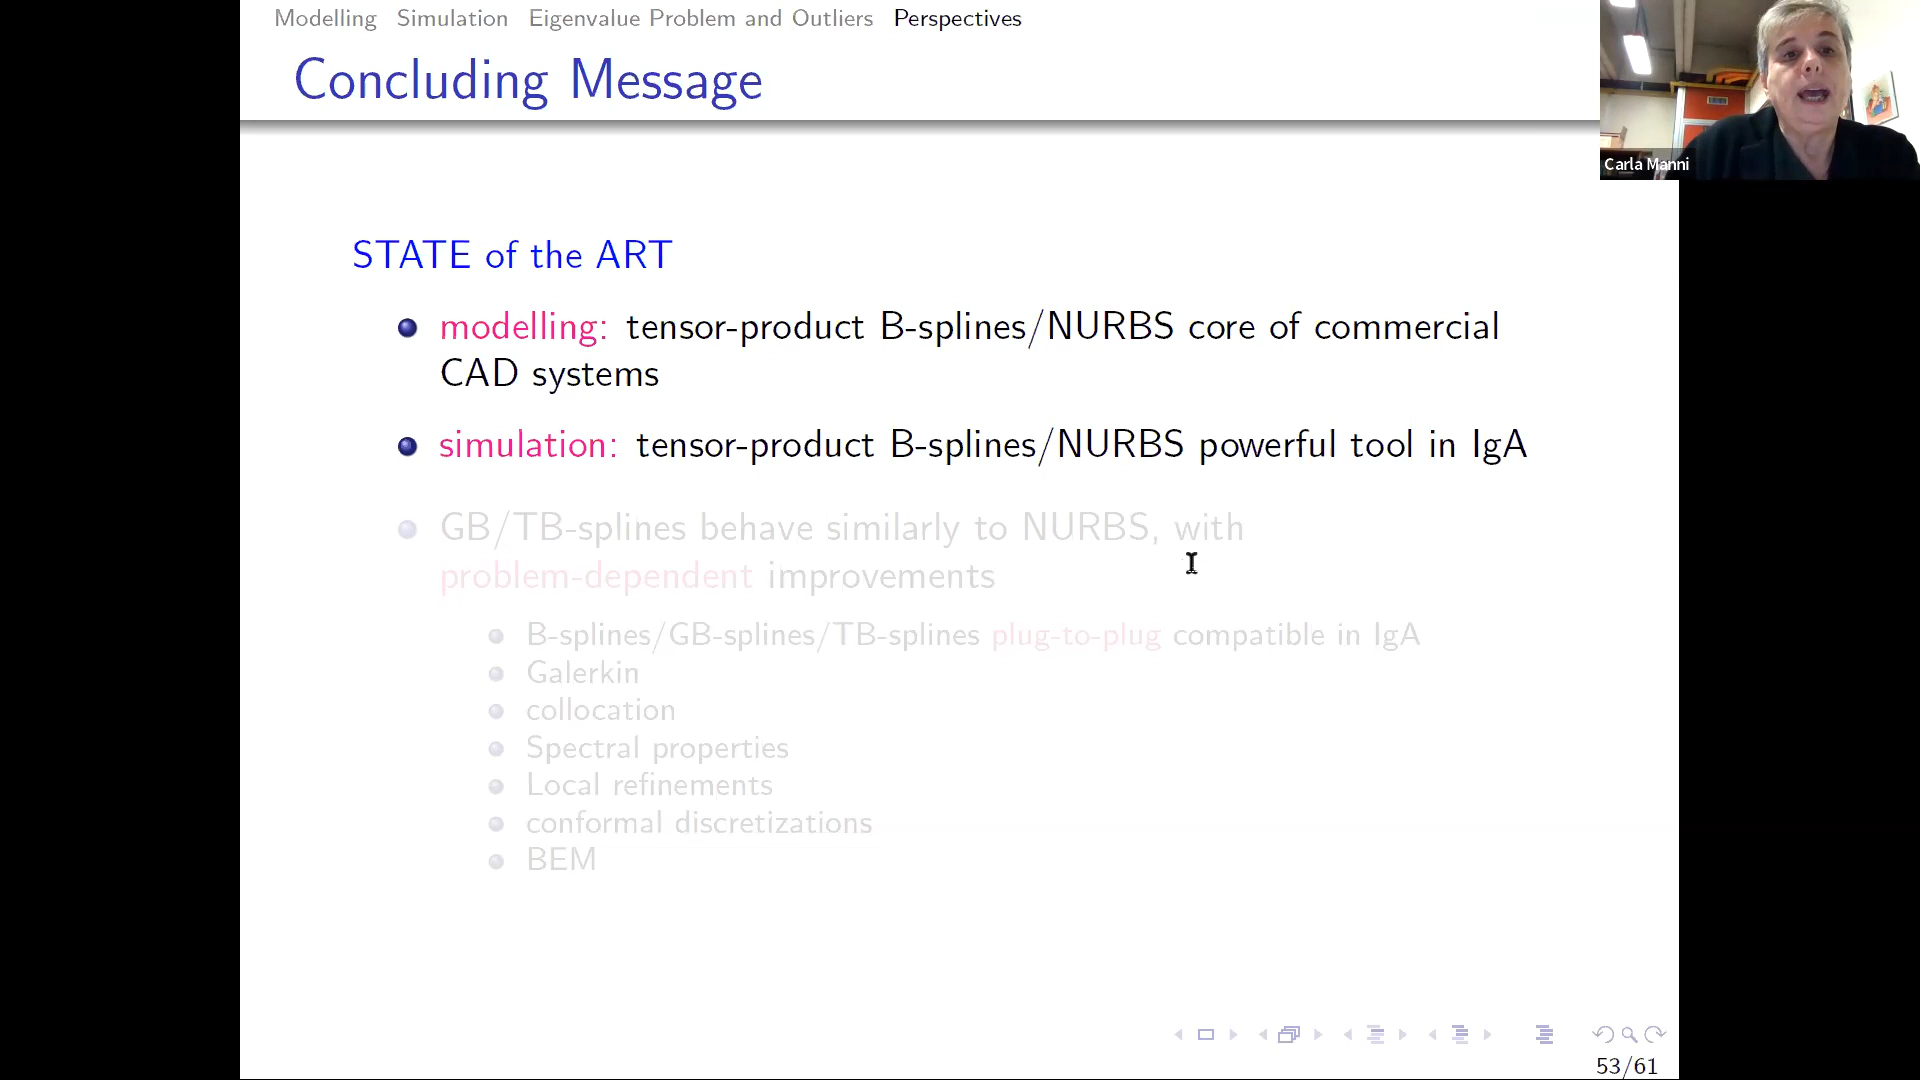 Modelling Simulation Eigenvalue Problem and Outliers Perspectives
Concluding Message
Carla Manni
STATE of the ART
modelling: tensor-product B-splines/NURBS core of commercial
CAD systems
simulation: tensor-product B-splines/NURBS powerful tool in IgA
GB/TB-splines behave similarly to NURBS, with
problem-dependent improvements
B-splines/GB-splines/TB-splines plug-to-plug compatible in IgA
Galerkin
collocation
Spectral properties
Local refinements
conformal discretizations
BEM
53/61